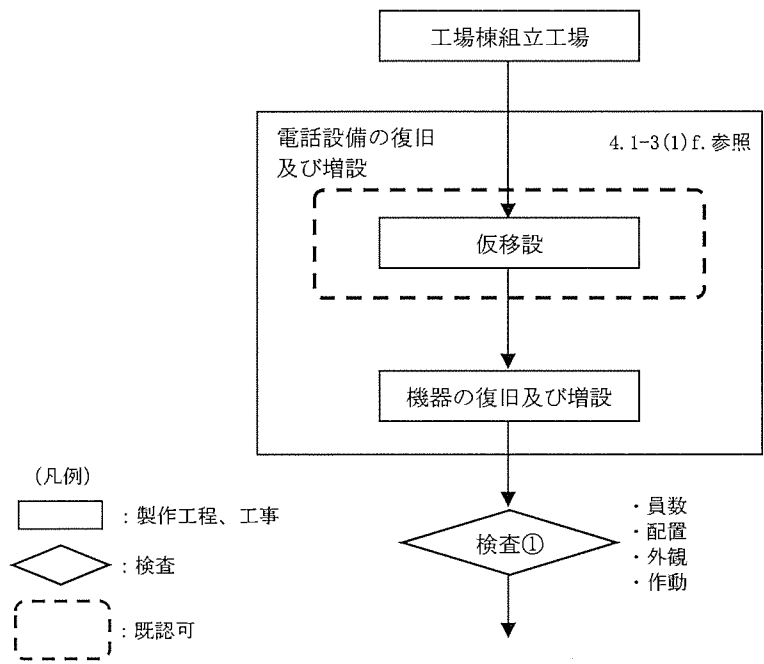 工場棟組立工場
電話設備の復旧
及び増設
4.1-3(1)f.参照
仮移設
機器の復旧及び増設
検査①
・員数
・配置
・外観
・作動
(凡例)
：製作工程、工事
：検査
：既認可